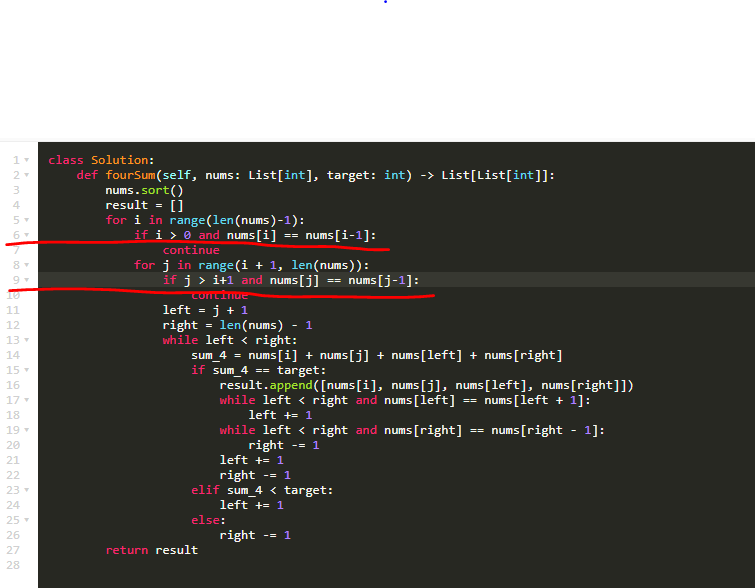 1 class Solution:
2 def fourSum(self, nums: List[int], target: int) -> List[List[int]]:
3 nums.sort()
4 result = []
5 for i in range(len(nums)-1):
6 if i > 0 and nums[i] == nums[i-1]:
7 continue
8 for j in range(i + 1, len(nums)):
9 if j > i+1 and nums[j] == nums[j-1]:
10 continue
11 left = j + 1
12 right = len(nums) - 1
13 while left < right:
14 sum_4 = nums[i] + nums[j] + nums[left] + nums[right]
15 if sum_4 == target:
16 result.append([nums[i], nums[j], nums[left], nums[right]])
17 while left < right and nums[left] == nums[left + 1]:
18 left += 1
19 while left < right and nums[right] == nums[right - 1]:
20 right -= 1
21 left += 1
22 right -= 1
23 elif sum_4 < target:
24 left += 1
25 else:
26 right -= 1
27 return result
28